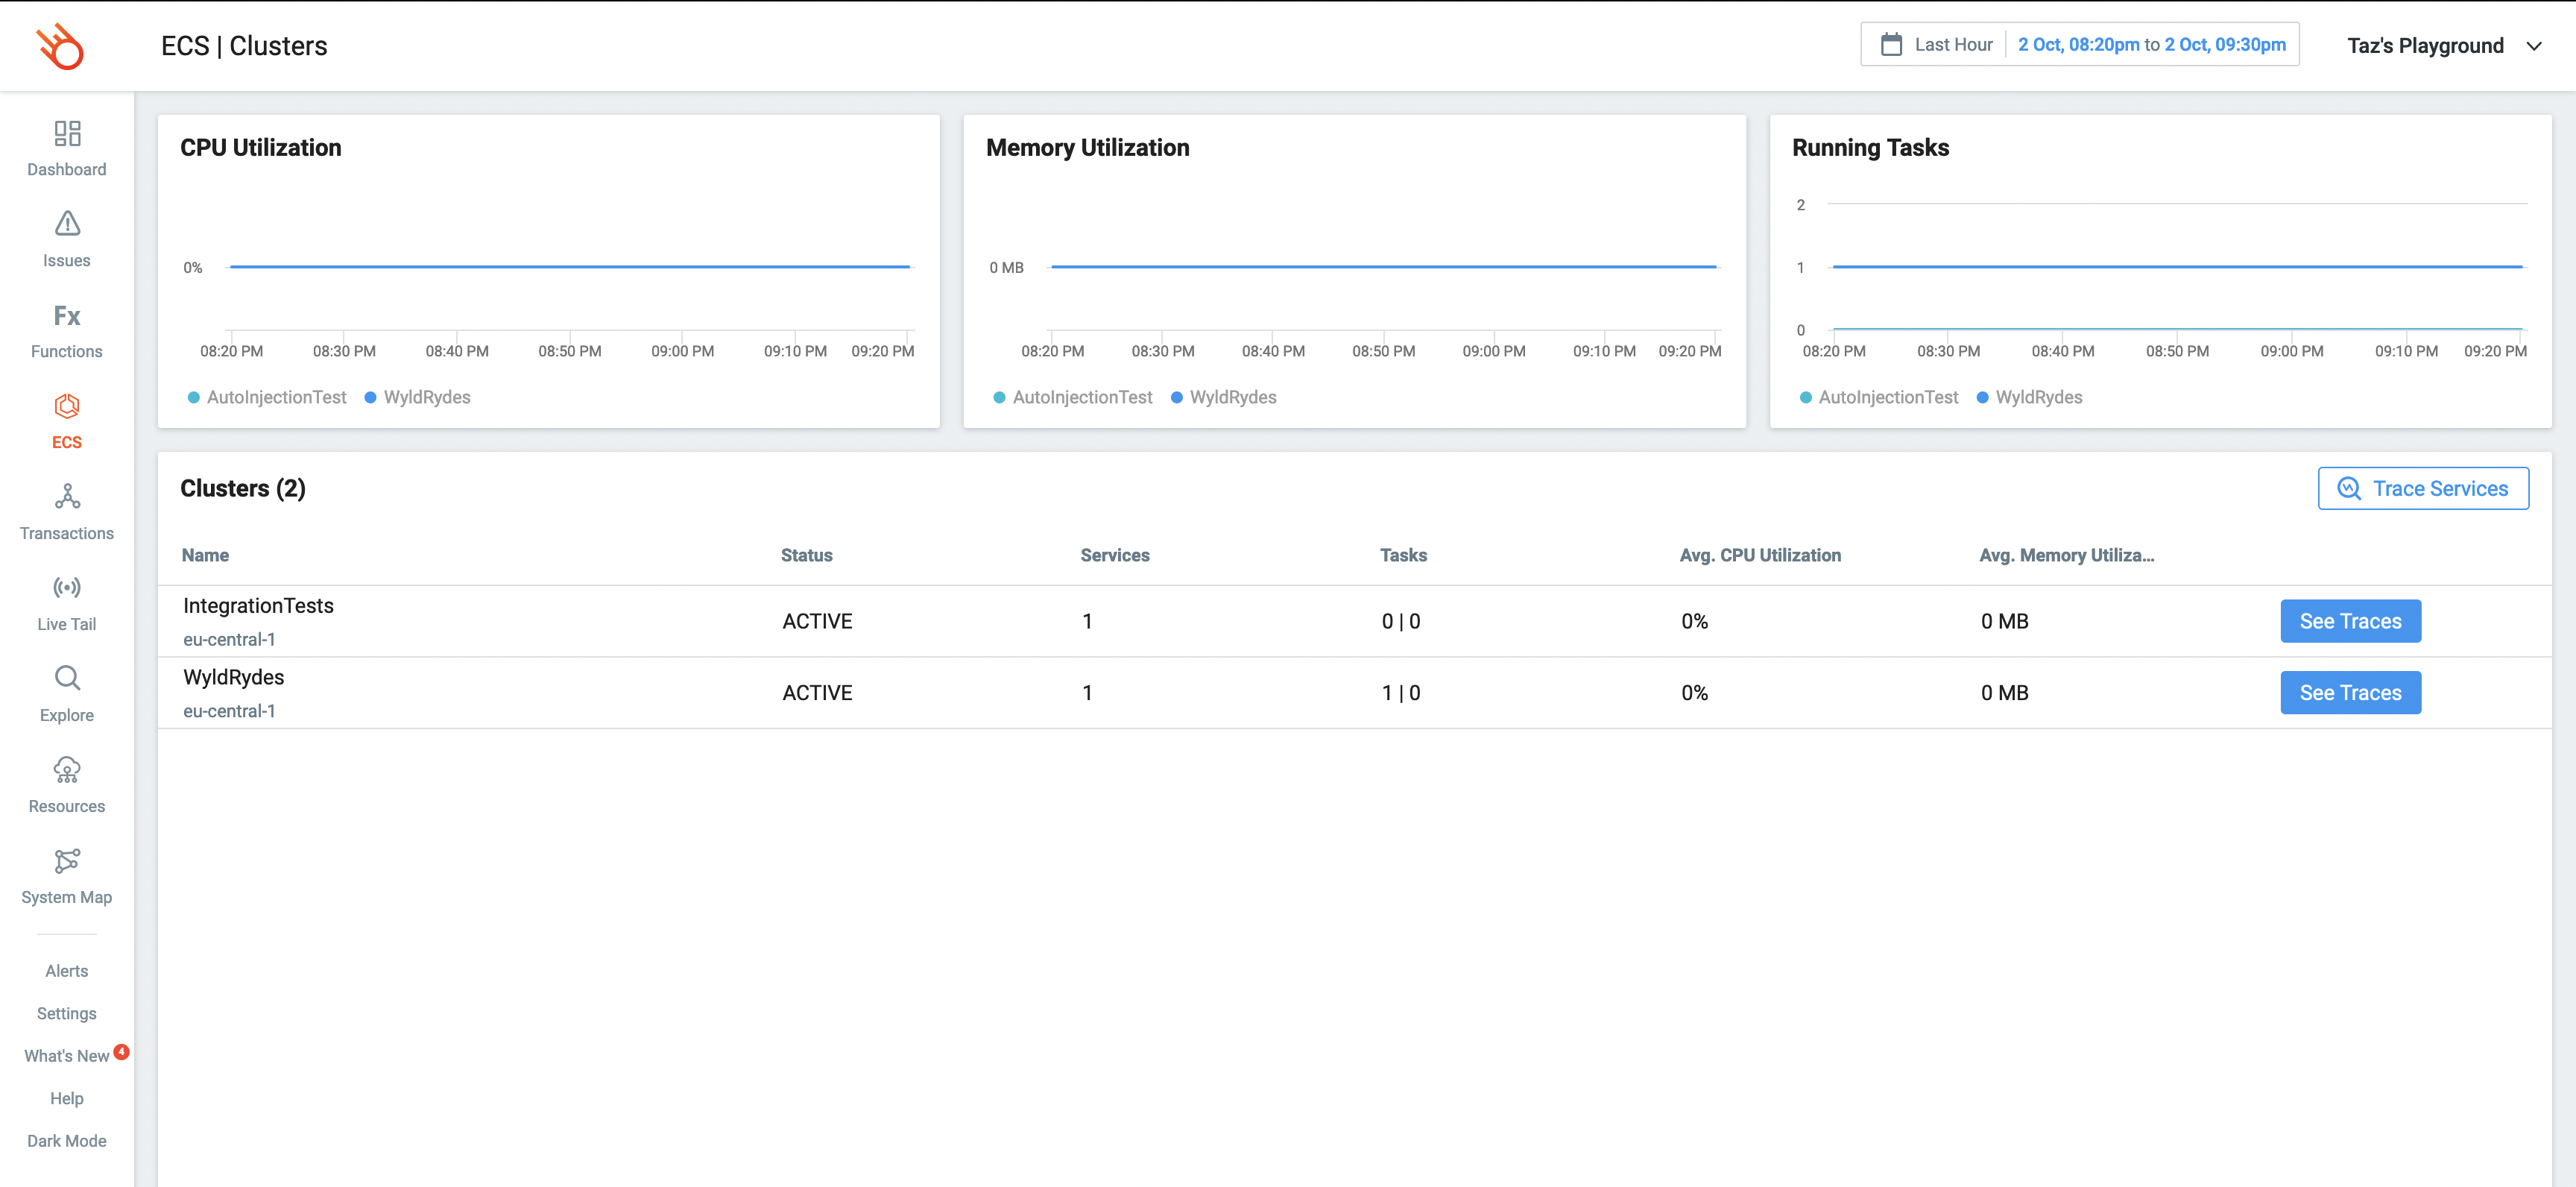 ECS | Clusters
Last Hour 2 Oct, 08:20pm to 2 Oct, 09:30pm
Taz's Playground
Dashboard
Issues
Fx
Functions
ECS
Transactions
Live Tail
Explore
Resources
System Map
Alerts
Settings
What's New 4
Help
Dark Mode
CPU Utilization
0%
08:20 PM 08:30 PM 08:40 PM 08:50 PM 09:00 PM 09:10 PM 09:20 PM
AutoInjectionTest WyldRydes
Memory Utilization
0 MB
08:20 PM 08:30 PM 08:40 PM 08:50 PM 09:00 PM 09:10 PM 09:20 PM
AutoInjectionTest WyldRydes
Running Tasks
2
1
0
08:20 PM 08:30 PM 08:40 PM 08:50 PM 09:00 PM 09:10 PM 09:20 PM
AutoInjectionTest WyldRydes
Clusters (2)
Trace Services
Name Status Services Tasks Avg. CPU Utilization Avg. Memory Utiliza...
IntegrationTests
eu-central-1
ACTIVE 1 0 | 0 0% 0 MB See Traces
WyldRydes
eu-central-1
ACTIVE 1 1 | 0 0% 0 MB See Traces